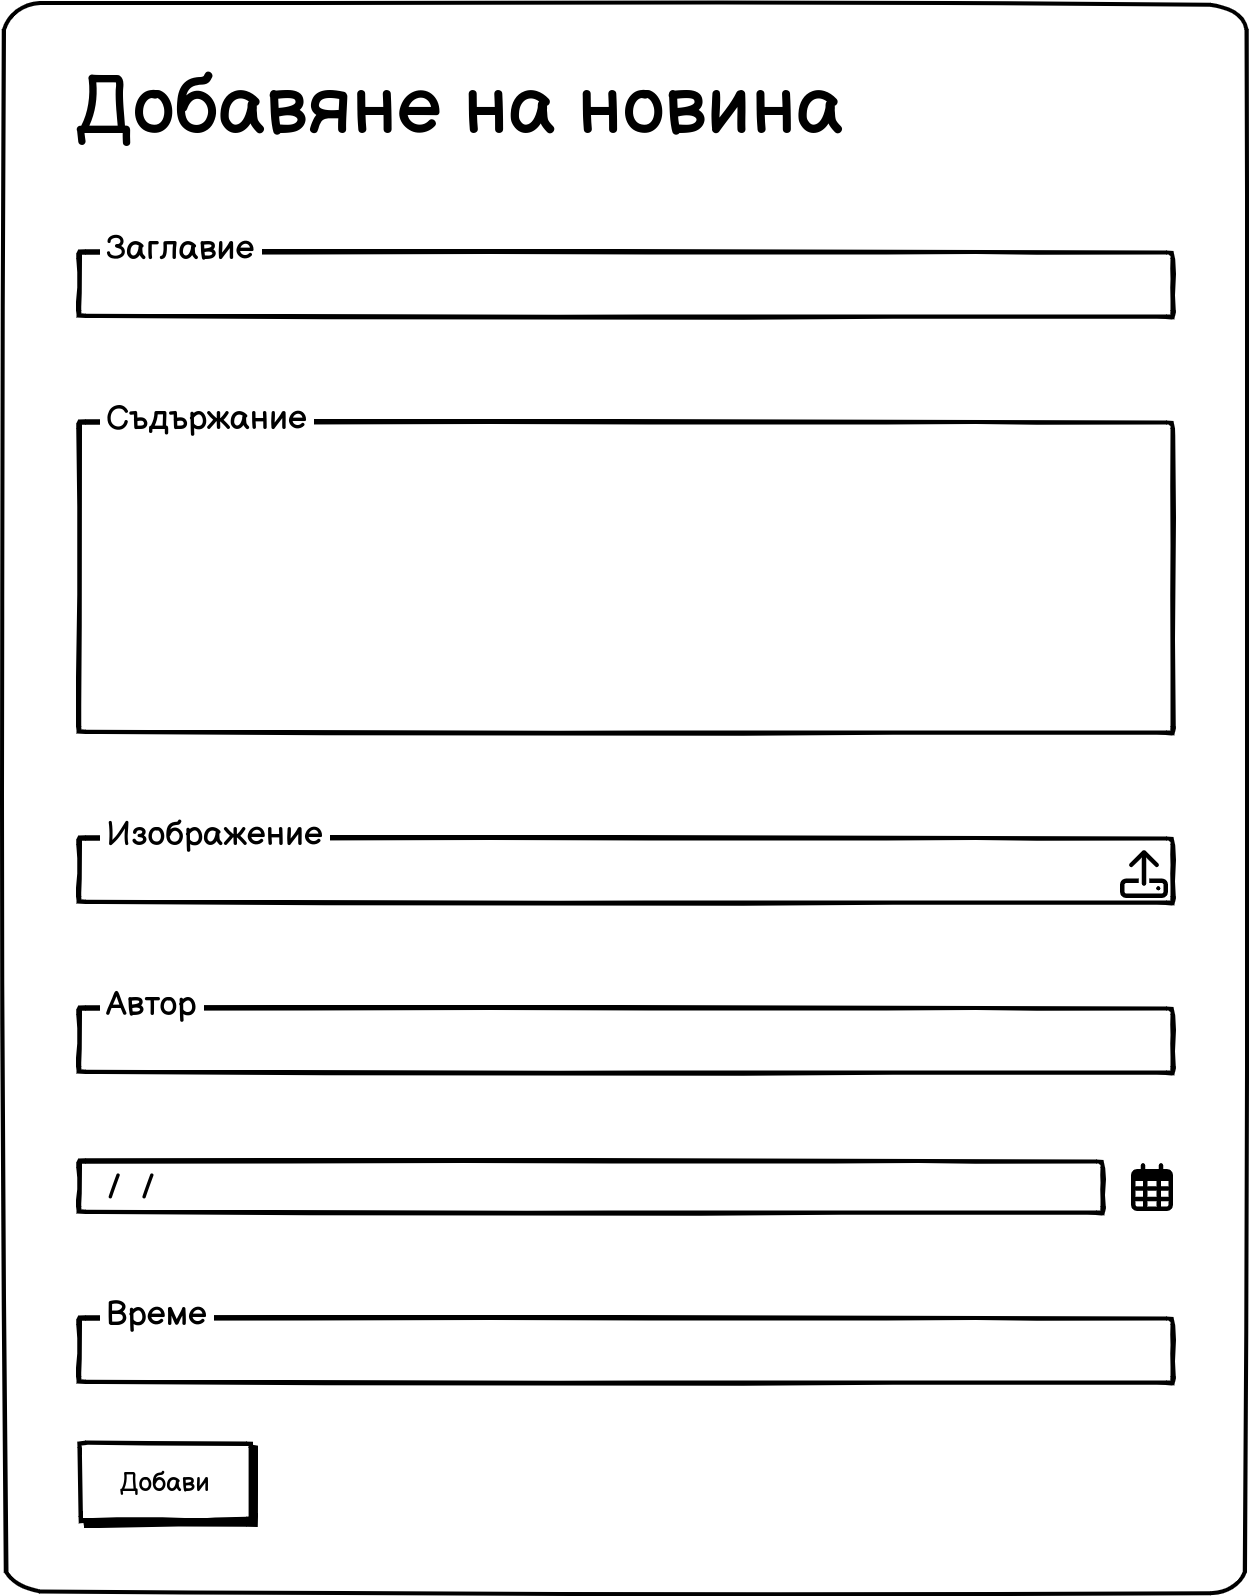 Добавяне на новина
Заглавие
Съдържание
Изображение
Автор
/ /
Време
Добави